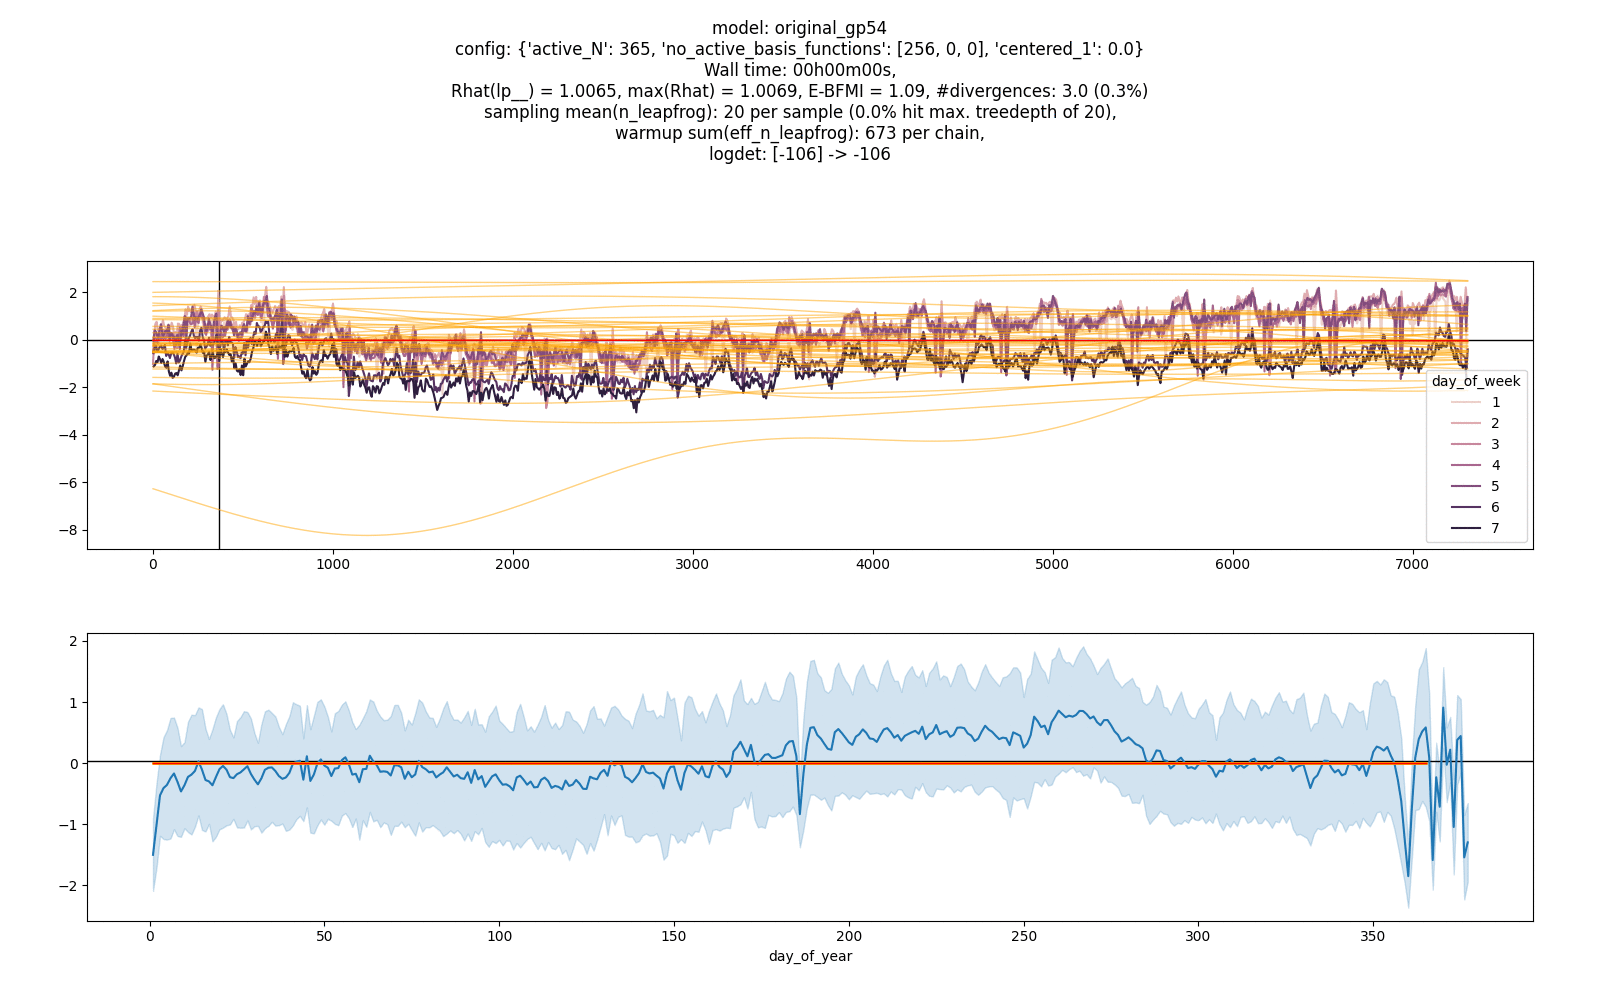 model: original_gp54
config: {'active_N': 365, 'no_active_basis_functions': [256, 0, 0], 'centered_1': 0.0}
Wall time: 00h00m00s,
Rhat(lp__) = 1.0065, max(Rhat) = 1.0069, E-BFMI = 1.09, #divergences: 3.0 (0.3%)
sampling mean(n_leapfrog): 20 per sample (0.0% hit max. treedepth of 20),
warmup sum(eff_n_leapfrog): 673 per chain,
logdet: [-106] -> -106
2
0
−2
−4
−6
−8
day_of_week
1
2
3
4
5
6
7
0 1000 2000 3000 4000 5000 6000 7000
2
1
0
−1
−2
0 50 100 150 200 250 300 350
day_of_year